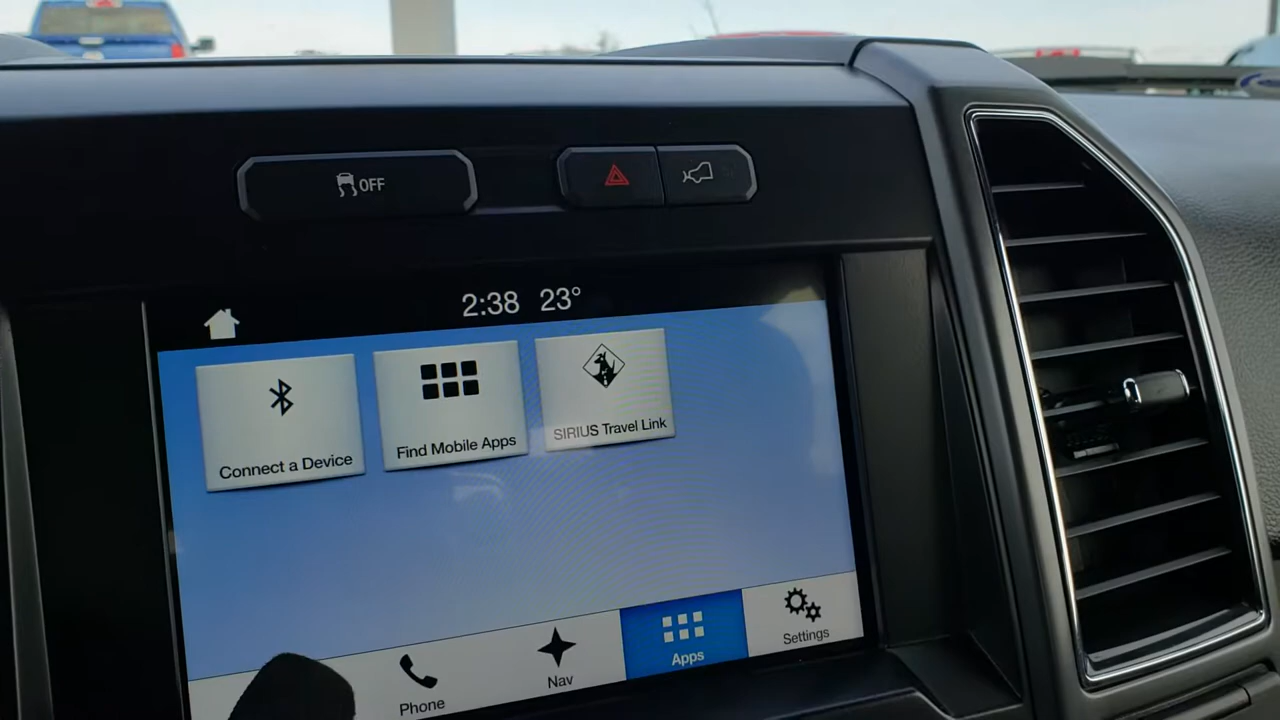 OFF
2:38 23°
Connect a Device
Find Mobile Apps
SIRIUS Travel Link
Phone
Nav
Apps
Settings